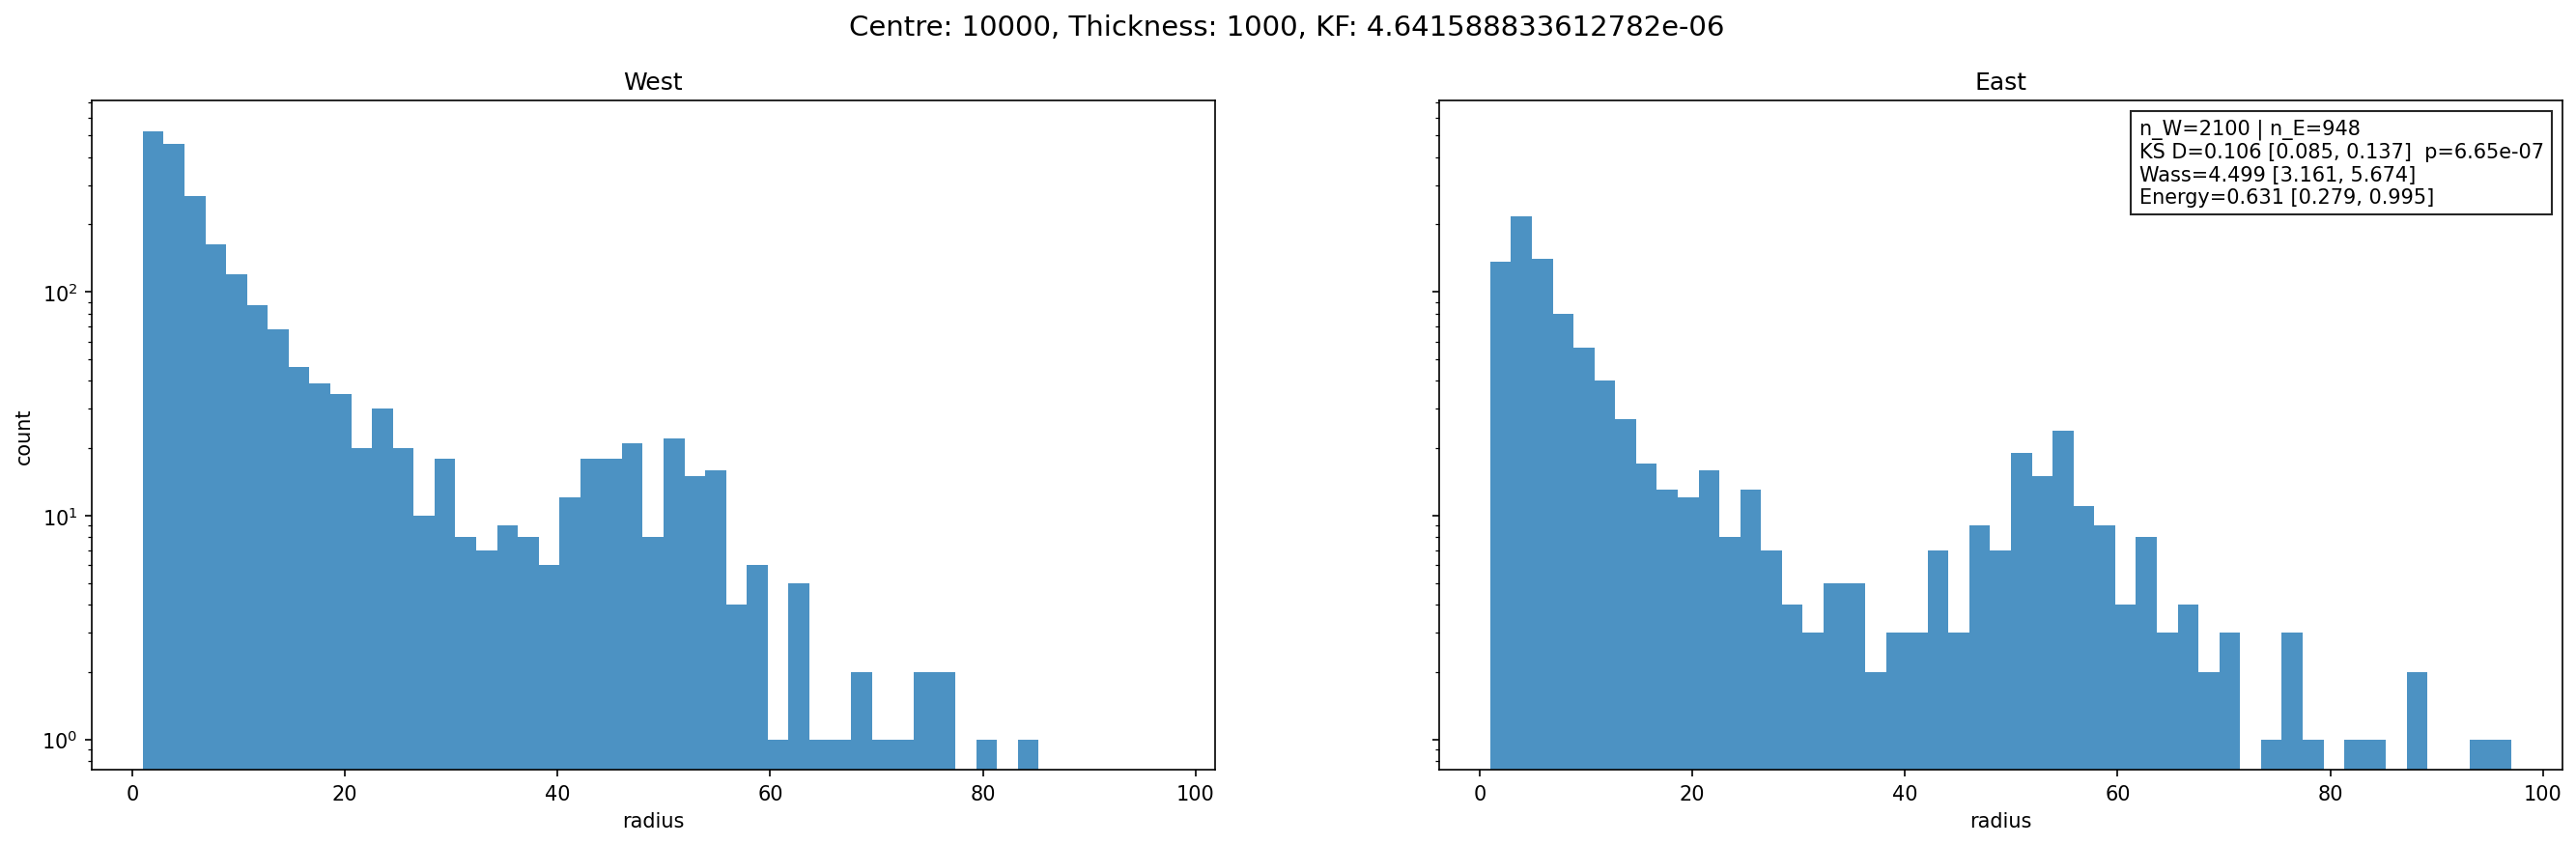 Centre: 10000, Thickness: 1000, KF: 4.641588833612782e-06
West
count
10²
10¹
10⁰
0 20 40 60 80 100
radius
East
n_W=2100 | n_E=948
KS D=0.106 [0.085, 0.137]  p=6.65e-07
Wass=4.499 [3.161, 5.674]
Energy=0.631 [0.279, 0.995]
0 20 40 60 80 100
radius